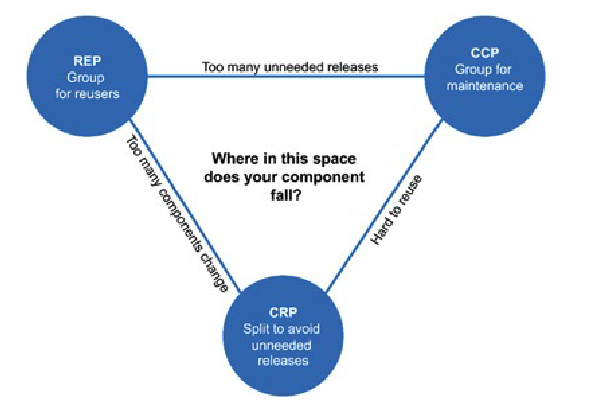 REP
Group
for reusers
Too many unneeded releases
CCP
Group for
maintenance
Too many components change
Where in this space
does your component
fall?
Hard to reuse
CRP
Split to avoid
unneeded
releases